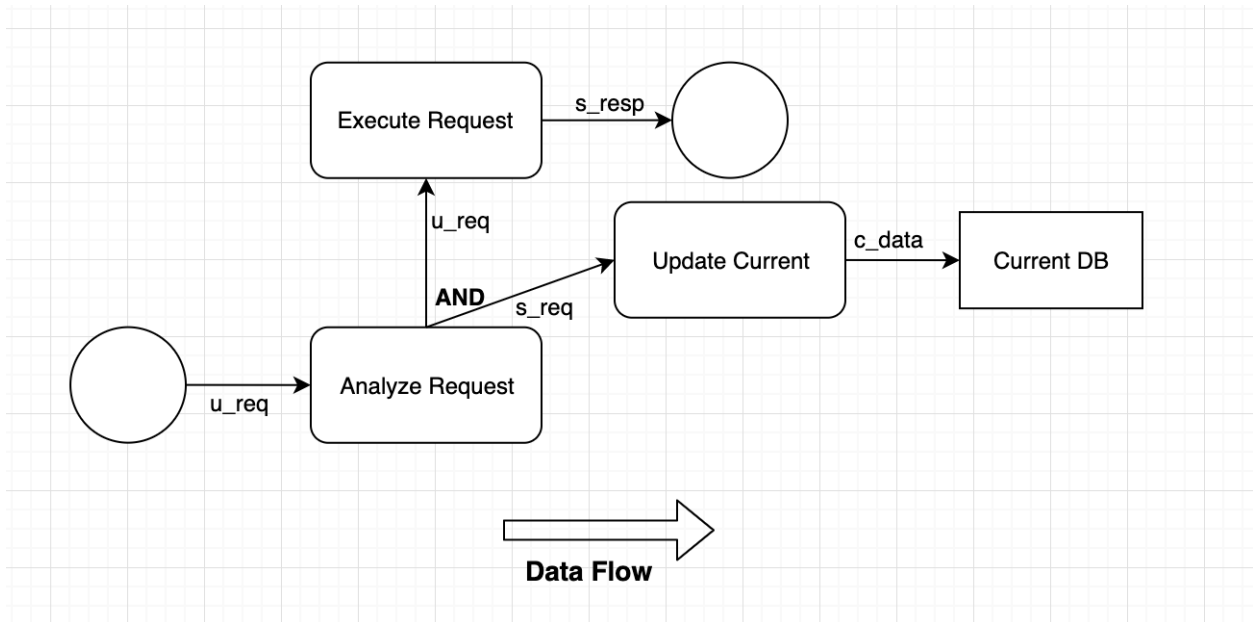 Execute Request
s_resp
u_req
Update Current
c_data
Current DB
AND
s_req
Analyze Request
u_req
Data Flow